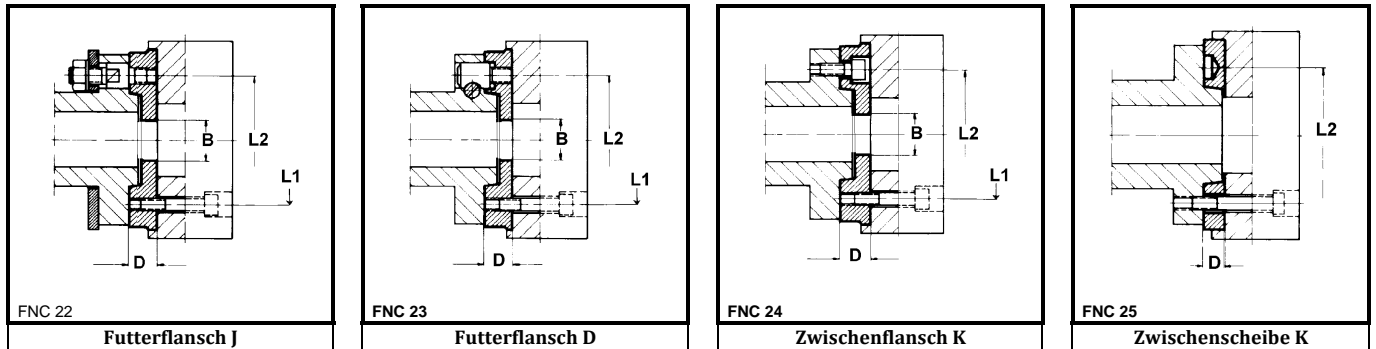 B
L2
L1
D
FNC 22
Futterflansch J
B
L2
L1
D
FNC 23
Futterflansch D
B
L2
L1
D
FNC 24
Zwischenflansch K
L2
D
FNC 25
Zwischenscheibe K